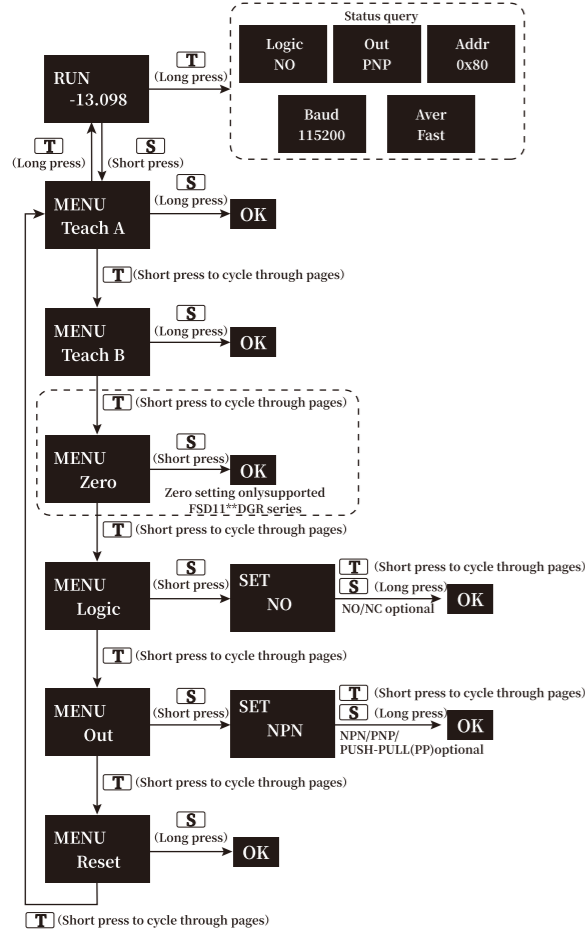 Status query
Logic
NO
Out
PNP
Addr
0x80
Baud
115200
Aver
Fast
RUN
-13.098
T
(Long press)
T
(Long press)
S
(Short press)
MENU
Teach A
S
(Long press)
OK
T (Short press to cycle through pages)
MENU
Teach B
S
(Long press)
OK
T (Short press to cycle through pages)
MENU
Zero
S
(Short press)
OK
Zero setting onlysupported
FSD11**DGR series
T (Short press to cycle through pages)
MENU
Logic
S
(Short press)
SET
NO
T (Short press to cycle through pages)
S (Long press)
NO/NC optional
OK
T (Short press to cycle through pages)
MENU
Out
S
(Short press)
SET
NPN
T (Short press to cycle through pages)
S (Long press)
NPN/PNP/
PUSH-PULL(PP)optional
OK
T (Short press to cycle through pages)
MENU
Reset
S
(Long press)
OK
T (Short press to cycle through pages)